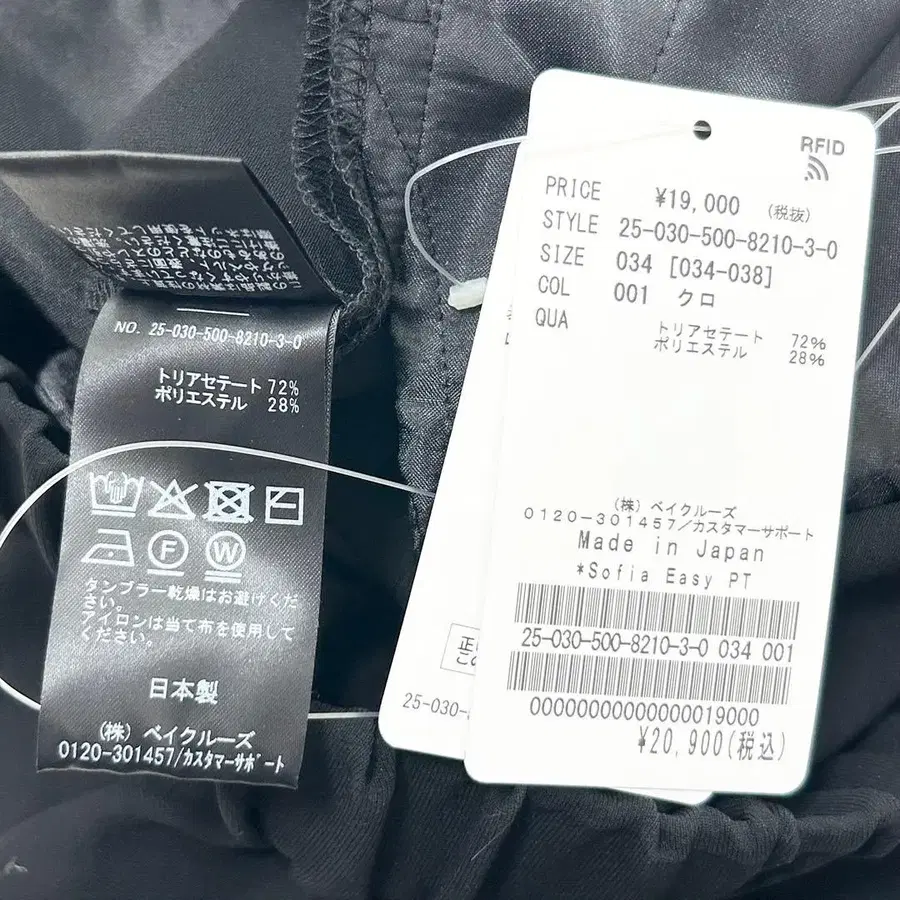 NO. 25-030-500-8210-3-0
トリアセテート 72%
ポリエステル 28%
F
W
タンブラー乾燥はお避けくだ
さい。
アイロンは当て布を使用して
ください。
日本製
(株) ベイクルーズ
0120-301457/カスタマーサポート
RFID
PRICE ¥19,000 (税抜)
STYLE 25-030-500-8210-3-0
SIZE 034 [034-038]
COL 001 クロ
QUA トリアセテート 72%
ポリエステル 28%
(株) ベイクルーズ
0120-301457/カスタマーサポート
Made in Japan
*Sofia Easy PT
25-030-500-8210-3-0 034 001
00000000000000019000
¥20,900(税込)
25-030-